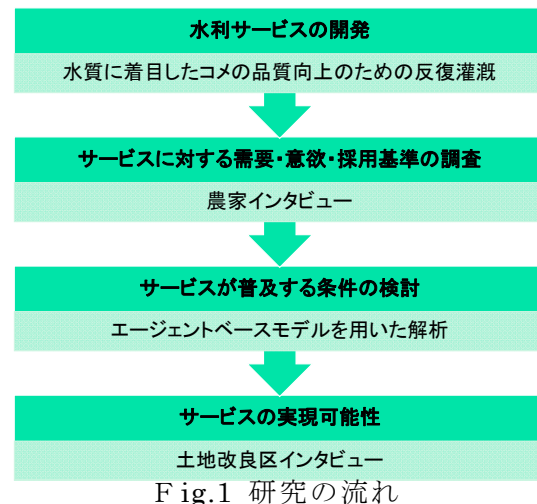 水利サービスの開発
水質に着目したコメの品質向上のための反復灌漑
サービスに対する需要・意欲・採用基準の調査
農家インタビュー
サービスが普及する条件の検討
エージェントベースモデルを用いた解析
サービスの実現可能性
土地改良区インタビュー
Fig.1 研究の流れ